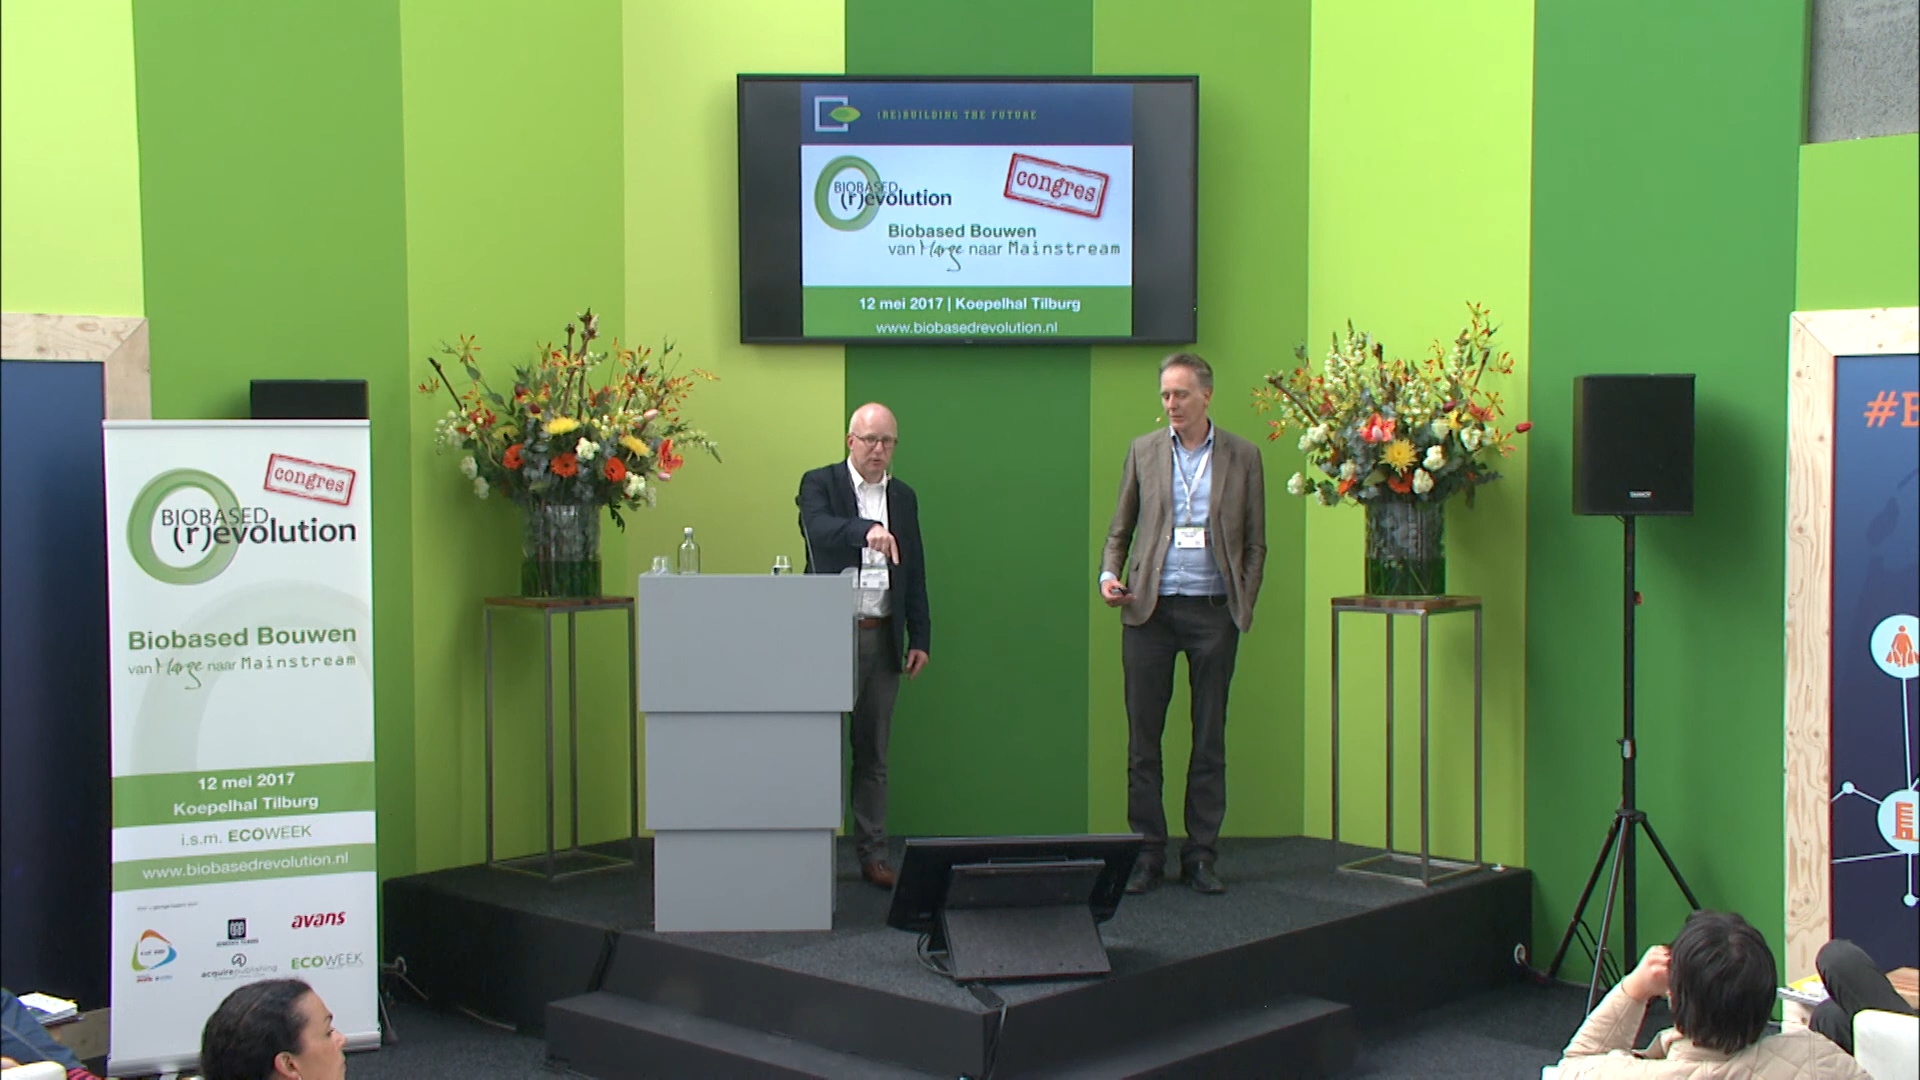 (RE)BUILDING THE FUTURE
BIOBASED
(r)evolution
congres
Biobased Bouwen
van Marge naar Mainstream
12 mei 2017 | Koepelhal Tilburg
www.biobasedrevolution.nl
congres
BIOBASED
(r)evolution
Biobased Bouwen
van Marge naar Mainstream
12 mei 2017
Koepelhal Tilburg
i.s.m. ECOWEEK
www.biobasedrevolution.nl
avans
acquirepublishing
ECOWEEK